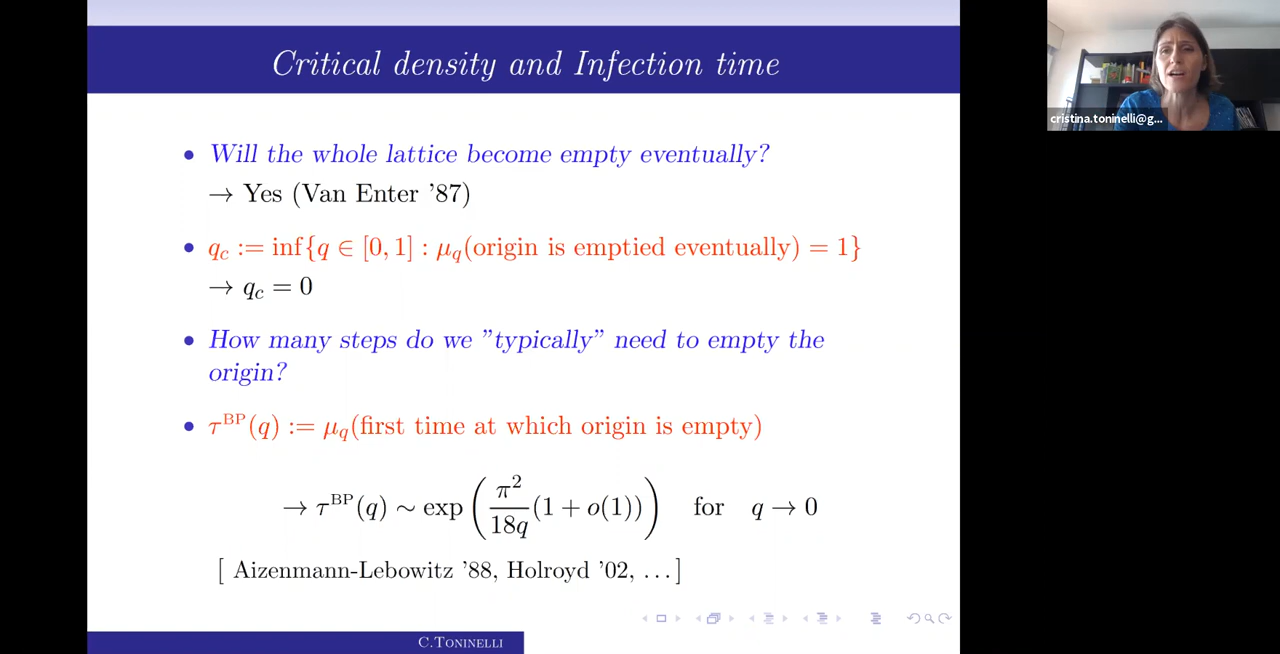 Critical density and Infection time
cristina.toninelli@g...
• Will the whole lattice become empty eventually?
→ Yes (Van Enter '87)
• q_c := inf{q ∈ [0, 1] : μ_q(origin is emptied eventually) = 1}
→ q_c = 0
• How many steps do we ”typically” need to empty the
origin?
• τ^BP(q) := μ_q(first time at which origin is empty)
→ τ^BP(q) ∼ exp (π^2/18q (1 + o(1))) for q → 0
[ Aizenmann-Lebowitz '88, Holroyd '02, ...]
C.Toninelli